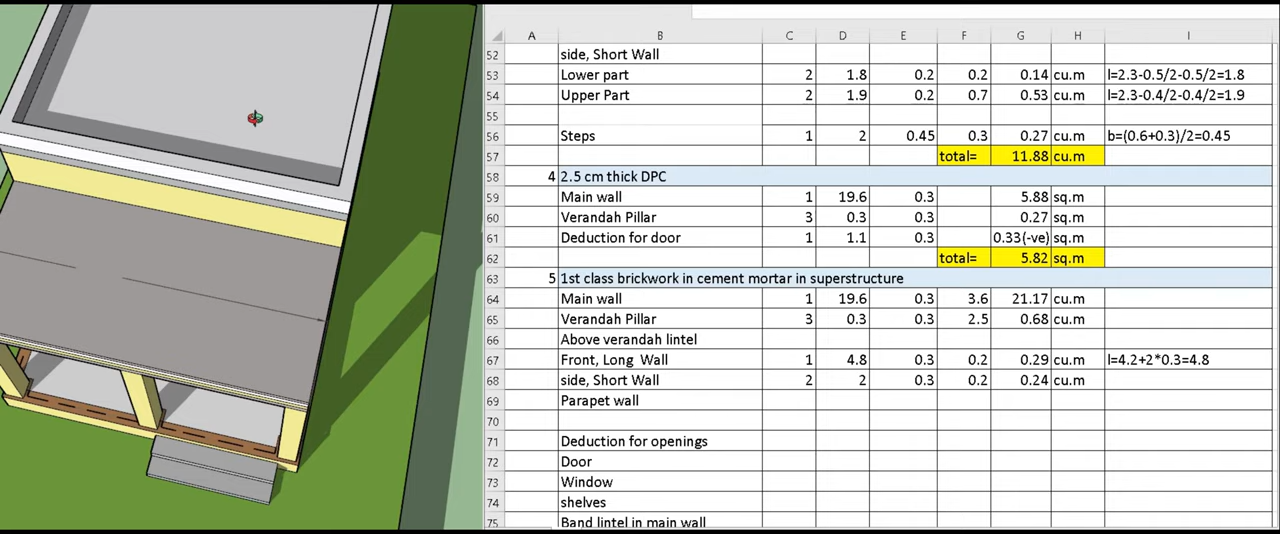 A B C D E F G H I
52 side, Short Wall
53 Lower part 2 1.8 0.2 0.2 0.14 cu.m l=2.3-0.5/2-0.5/2=1.8
54 Upper Part 2 1.9 0.2 0.7 0.53 cu.m l=2.3-0.4/2-0.4/2=1.9
55
56 Steps 1 2 0.45 0.3 0.27 cu.m b=(0.6+0.3)/2=0.45
57 total= 11.88 cu.m
58 4 2.5 cm thick DPC
59 Main wall 1 19.6 0.3 5.88 sq.m
60 Verandah Pillar 3 0.3 0.3 0.27 sq.m
61 Deduction for door 1 1.1 0.3 0.33(-ve) sq.m
62 total= 5.82 sq.m
63 5 1st class brickwork in cement mortar in superstructure
64 Main wall 1 19.6 0.3 3.6 21.17 cu.m
65 Verandah Pillar 3 0.3 0.3 2.5 0.68 cu.m
66 Above verandah lintel
67 Front, Long Wall 1 4.8 0.3 0.2 0.29 cu.m l=4.2+2*0.3=4.8
68 side, Short Wall 2 2 0.3 0.2 0.24 cu.m
69 Parapet wall
70
71 Deduction for openings
72 Door
73 Window
74 shelves
75 Band lintel in main wall